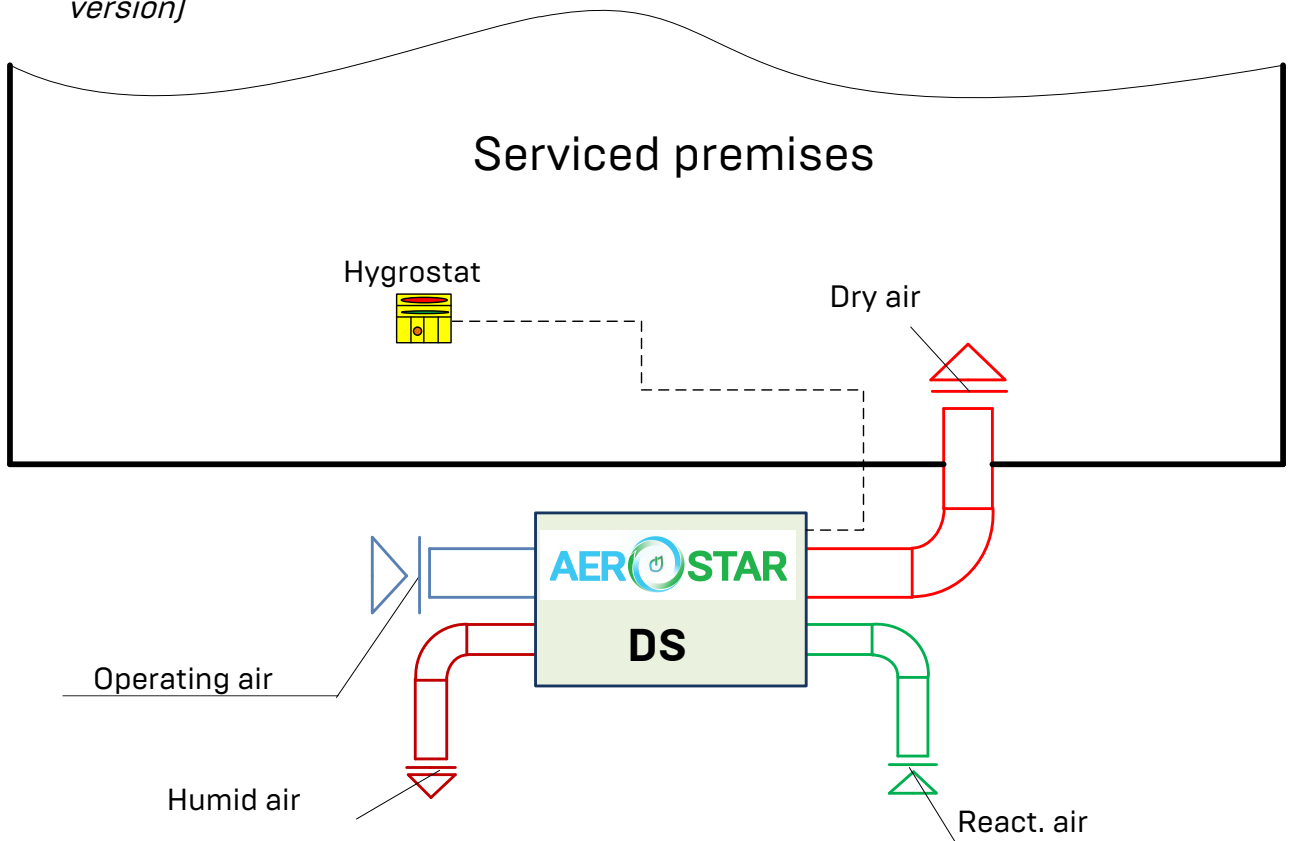 version)
Serviced premises
Hygrostat
Dry air
AEROSTAR
DS
Operating air
Humid air
React. air